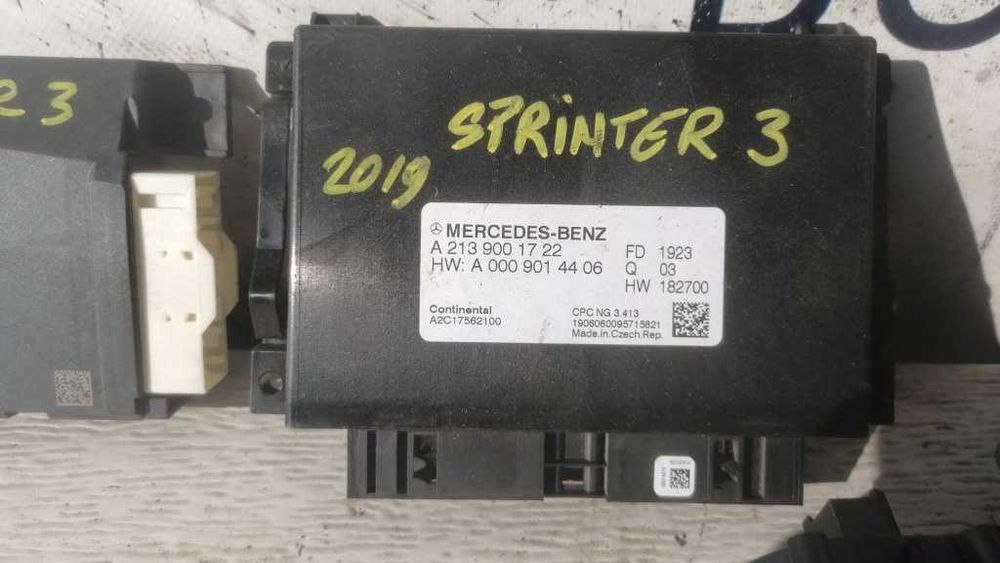 R 3
SPRINTER 3
2019
MERCEDES-BENZ
A 213 900 17 22
HW: A 000 901 44 06
FD 1923
Q 03
HW 182700
Continental
A2C17562100
CPC NG 3.413
1906060095715821
Made.in.Czech.Rep.